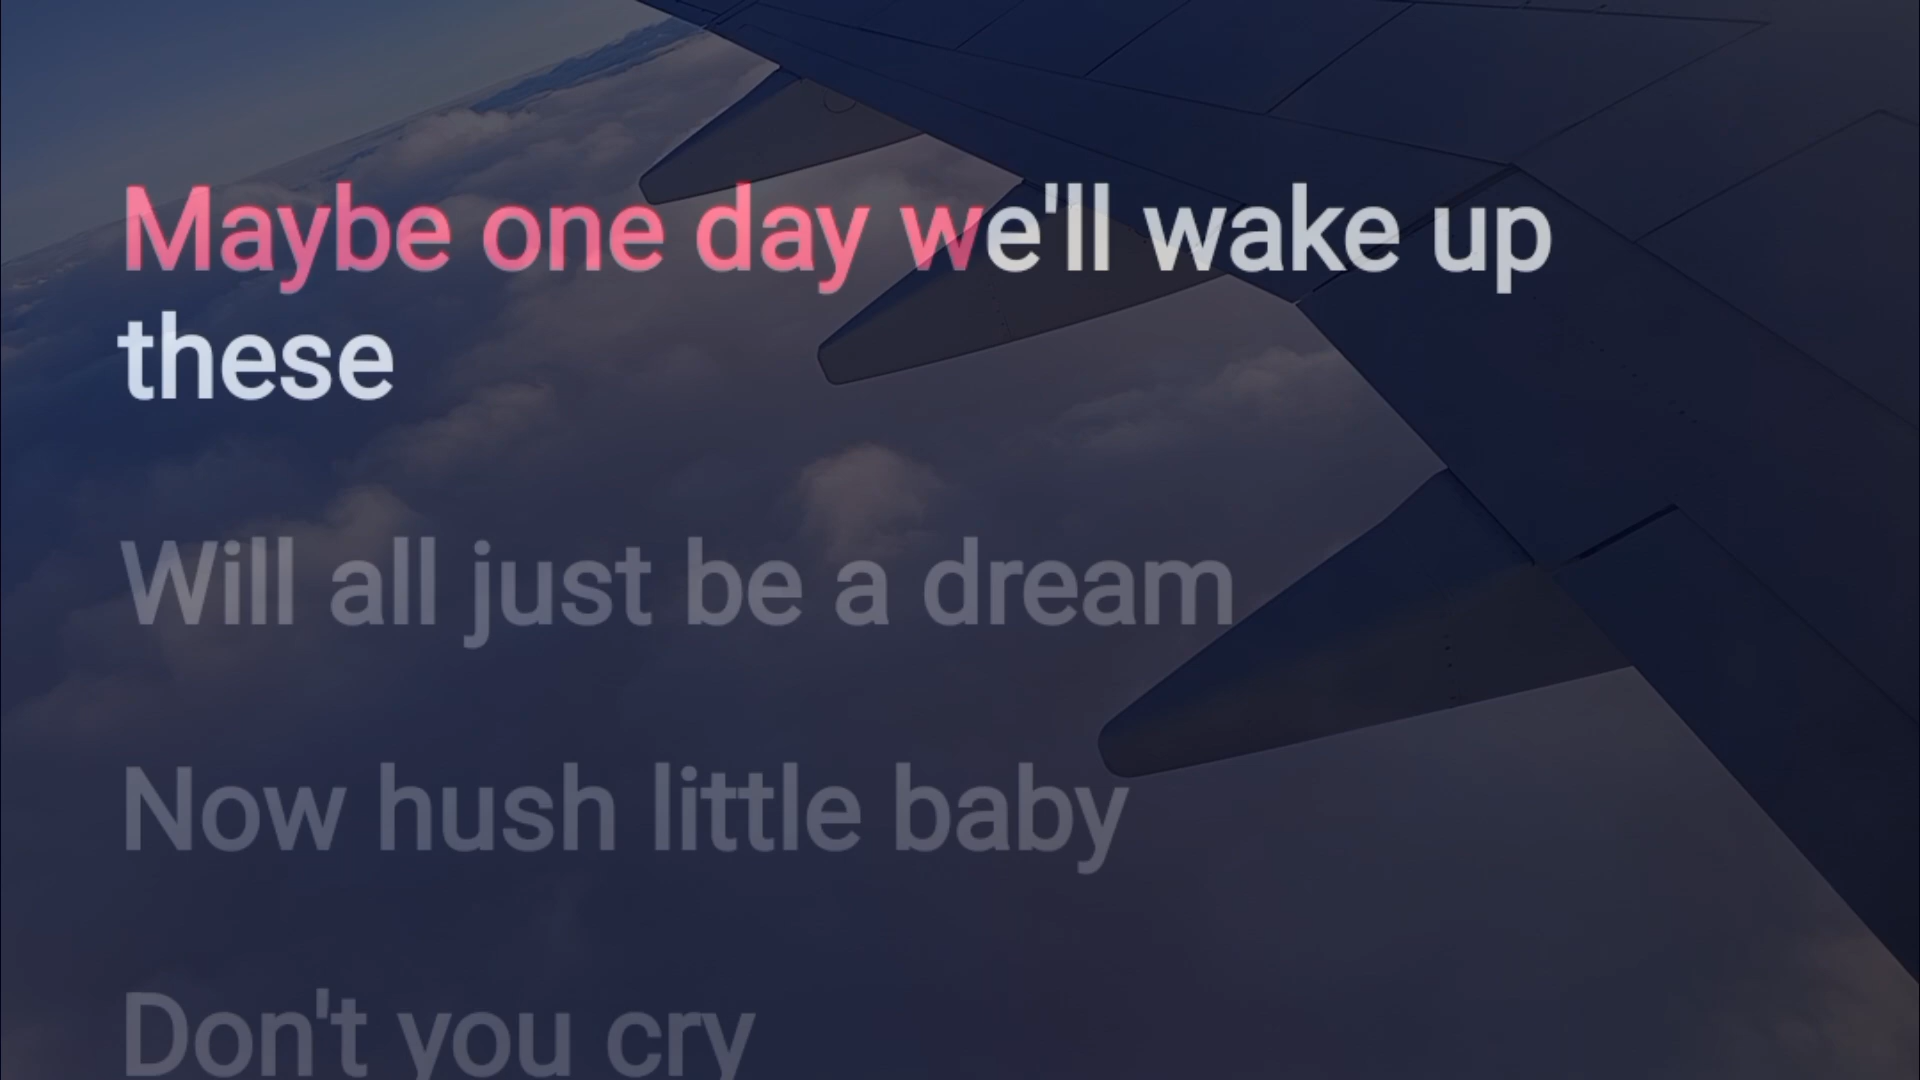 Maybe one day we'll wake up
these
Will all just be a dream
Now hush little baby
Don't you cry